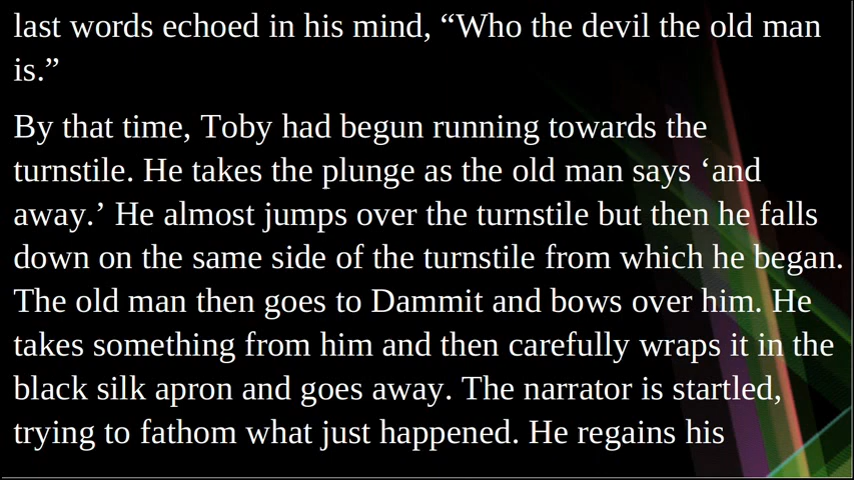 last words echoed in his mind, “Who the devil the old man
is.”
By that time, Toby had begun running towards the
turnstile. He takes the plunge as the old man says ‘and
away.’ He almost jumps over the turnstile but then he falls
down on the same side of the turnstile from which he began.
The old man then goes to Dammit and bows over him. He
takes something from him and then carefully wraps it in the
black silk apron and goes away. The narrator is startled,
trying to fathom what just happened. He regains his